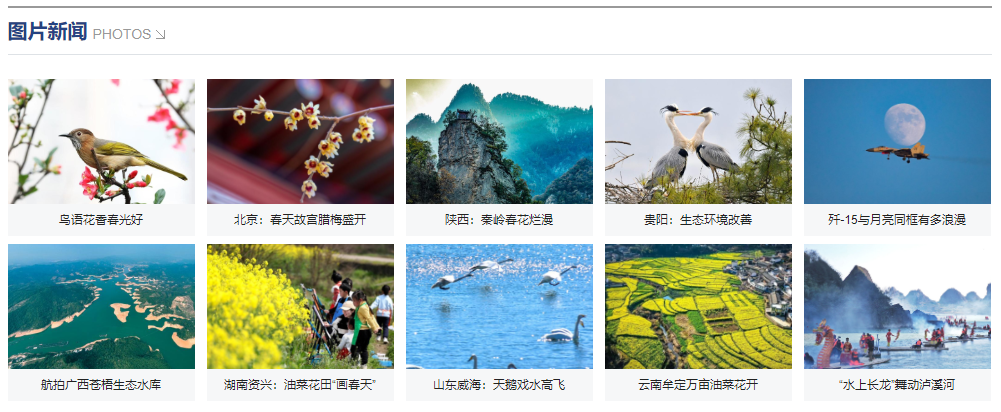 图片新闻 PHOTOS
鸟语花香春光好
北京：春天故宫腊梅盛开
陕西：秦岭春花烂漫
贵阳：生态环境改善
歼-15与月亮同框有多浪漫
航拍广西苍梧生态水库
湖南资兴：油菜花田“画春天”
山东威海：天鹅戏水高飞
云南牟定万亩油菜花开
“水上长龙”舞动泸溪河